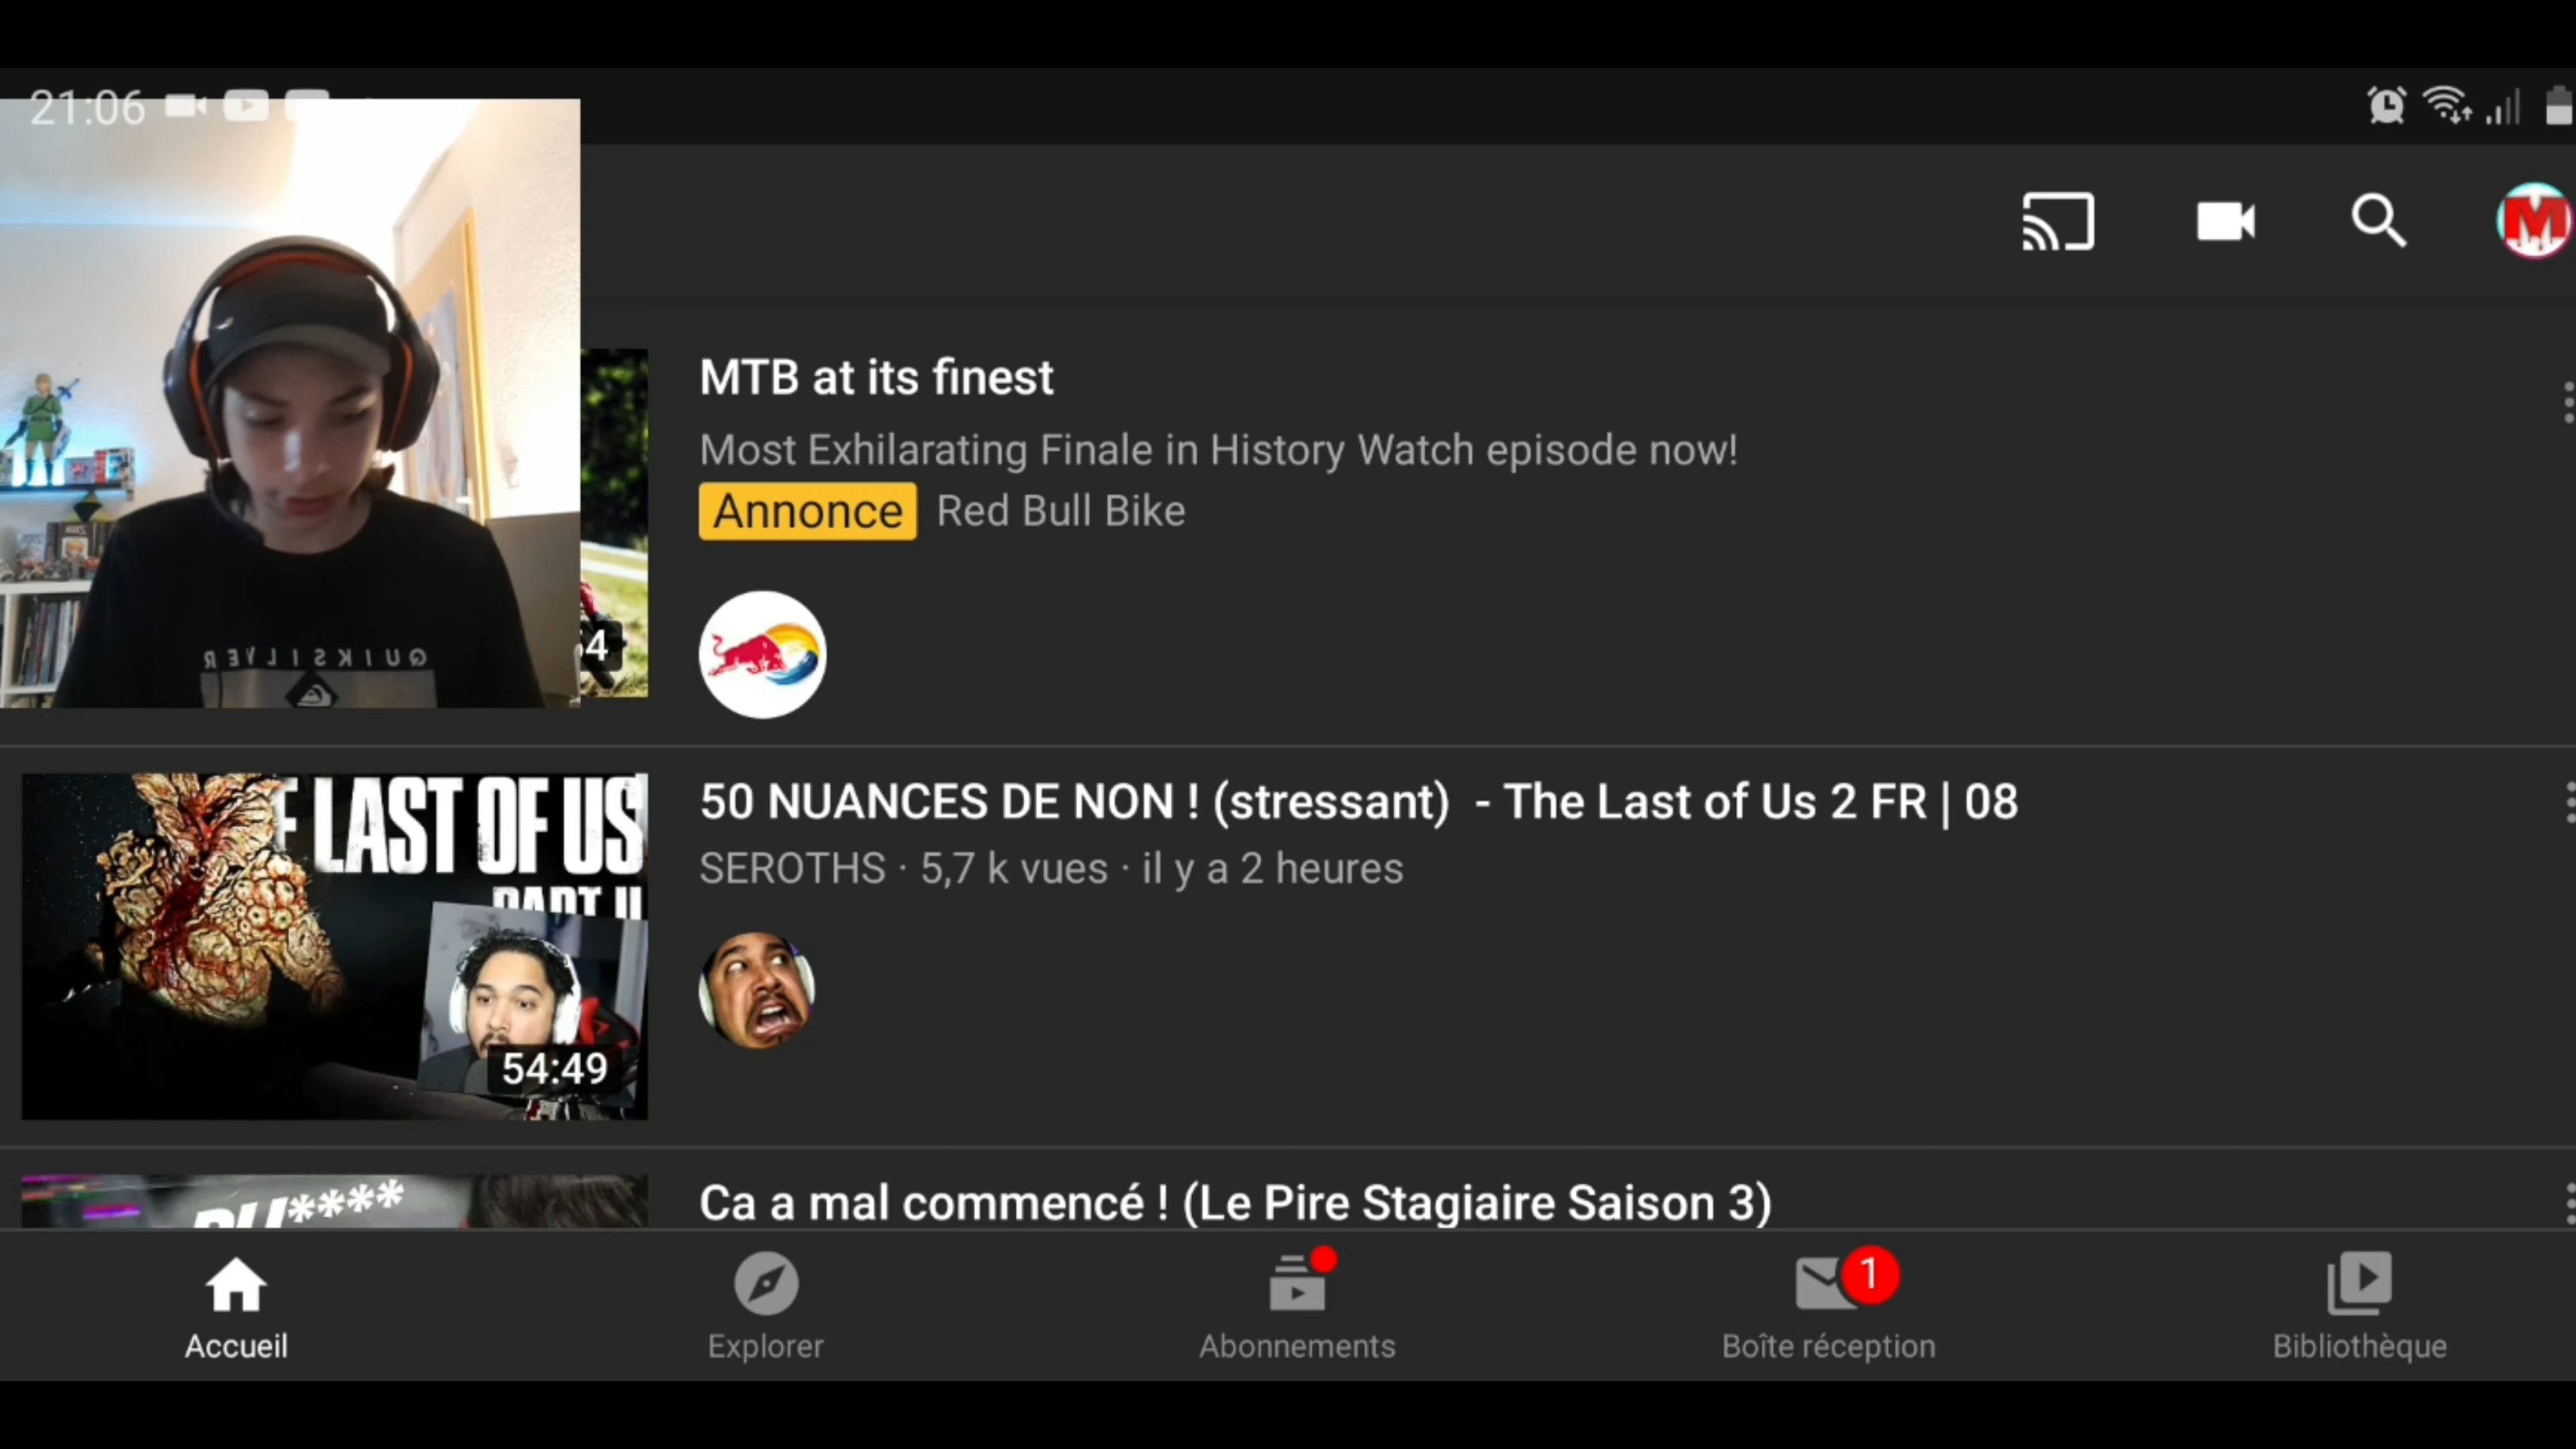 21:06
MTB at its finest
Most Exhilarating Finale in History Watch episode now!
Annonce Red Bull Bike
QUIKSILVER
M
50 NUANCES DE NON ! (stressant) - The Last of Us 2 FR | 08
SEROTHS · 5,7 k vues · il y a 2 heures
LAST OF US
PART II
54:49
Ca a mal commencé ! (Le Pire Stagiaire Saison 3)
Accueil
Explorer
Abonnements
1
Boîte réception
Bibliothèque